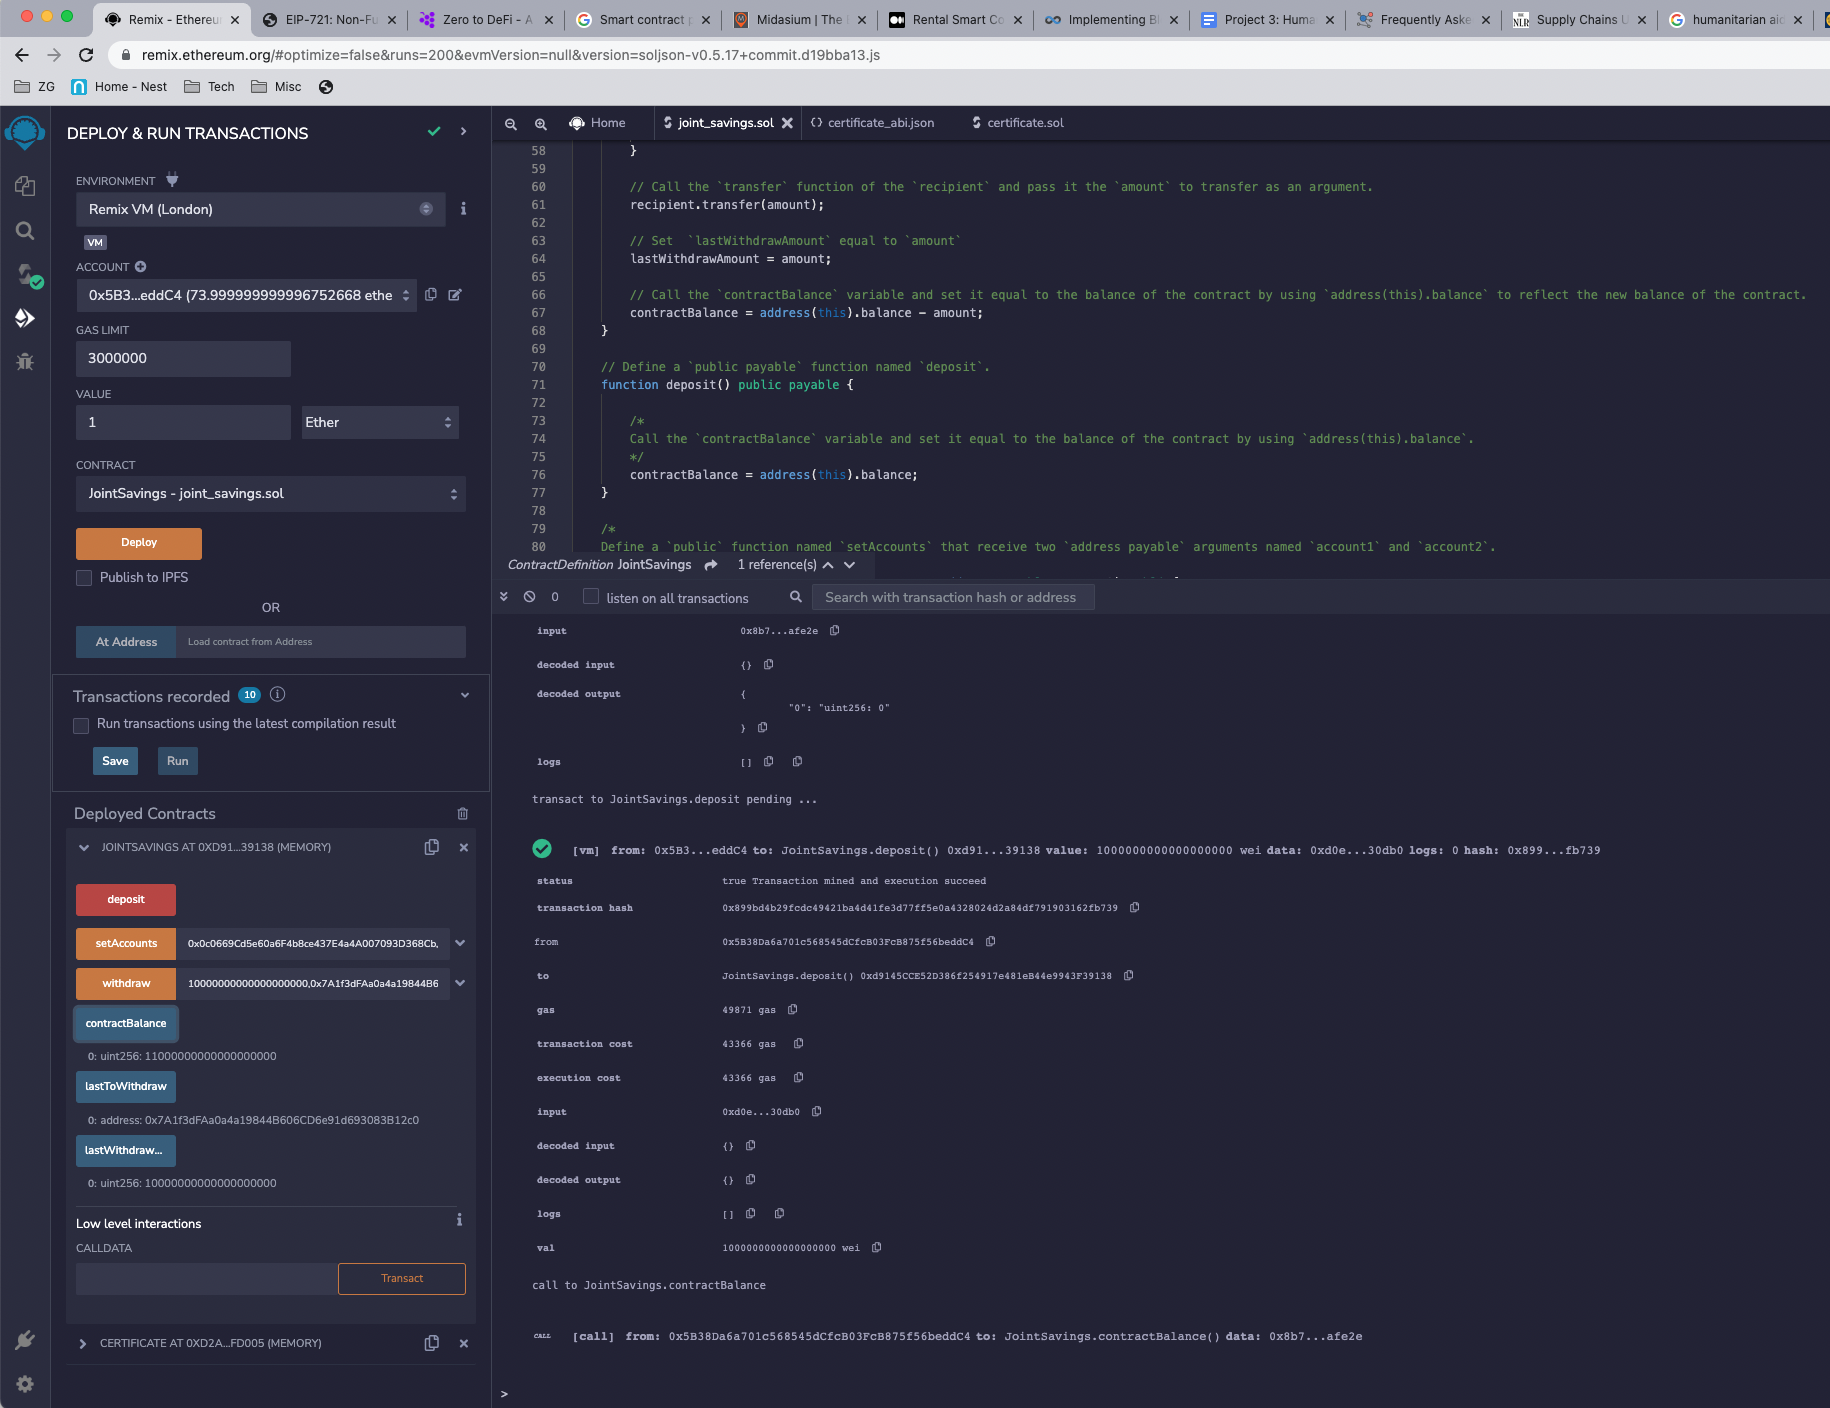 Remix - Ethereu
EIP-721: Non-Fu
Zero to DeFi - A
Smart contract p
Midasium | The
Rental Smart Co
Implementing Bl
Project 3: Huma
Frequently Aske
Supply Chains U
humanitarian aid
remix.ethereum.org/#optimize=false&runs=200&evmVersion=null&version=soljson-v0.5.17+commit.d19bba13.js
ZG
Home - Nest
Tech
Misc
DEPLOY & RUN TRANSACTIONS
ENVIRONMENT
Remix VM (London)
VM
ACCOUNT
0x5B3...eddC4 (73.999999999996752668 ethe
GAS LIMIT
3000000
VALUE
1
Ether
CONTRACT
JointSavings - joint_savings.sol
Deploy
Publish to IPFS
OR
At Address
Load contract from Address
Transactions recorded 10
Run transactions using the latest compilation result
Save
Run
Deployed Contracts
JOINTSAVINGS AT 0XD91...39138 (MEMORY)
deposit
setAccounts
0x0c0669Cd5e60a6F4b8ce437E4a4A007093D368Cb,
withdraw
10000000000000000000,0x7A1f3dFAa0a4a19844B6
contractBalance
0: uint256: 11000000000000000000
lastToWithdraw
0: address: 0x7A1f3dFAa0a4a19844B606CD6e91d693083B12c0
lastWithdraw...
0: uint256: 10000000000000000000
Low level interactions
CALLDATA
Transact
CERTIFICATE AT 0XD2A...FD005 (MEMORY)
Home
joint_savings.sol
certificate_abi.json
certificate.sol
58 }
59
60 // Call the `transfer` function of the `recipient` and pass it the `amount` to transfer as an argument.
61 recipient.transfer(amount);
62
63 // Set  `lastWithdrawAmount` equal to `amount`
64 lastWithdrawAmount = amount;
65
66 // Call the `contractBalance` variable and set it equal to the balance of the contract by using `address(this).balance` to reflect the new balance of the contract.
67 contractBalance = address(this).balance - amount;
68 }
69
70 // Define a `public payable` function named `deposit`.
71 function deposit() public payable {
72
73 /*
74 Call the `contractBalance` variable and set it equal to the balance of the contract by using `address(this).balance`.
75 */
76 contractBalance = address(this).balance;
77 }
78
79 /*
80 Define a `public` function named `setAccounts` that receive two `address payable` arguments named `account1` and `account2`.
ContractDefinition JointSavings
1 reference(s)
0
listen on all transactions
Search with transaction hash or address
input 0x8b7...afe2e
decoded input {}
decoded output {
"0": "uint256: 0"
}
logs []
transact to JointSavings.deposit pending ...
[vm] from: 0x5B3...eddC4 to: JointSavings.deposit() 0xd91...39138 value: 1000000000000000000 wei data: 0xd0e...30db0 logs: 0 hash: 0x899...fb739
status true Transaction mined and execution succeed
transaction hash 0x899bd4b29fcdc49421ba4d41fe3d77ff5e0a4328024d2a84df791903162fb739
from 0x5B38Da6a701c568545dCfcB03FcB875f56beddC4
to JointSavings.deposit() 0xd9145CCE52D386f254917e481eB44e9943F39138
gas 49871 gas
transaction cost 43366 gas
execution cost 43366 gas
input 0xd0e...30db0
decoded input {}
decoded output {}
logs []
val 1000000000000000000 wei
call to JointSavings.contractBalance
CALL [call] from: 0x5B38Da6a701c568545dCfcB03FcB875f56beddC4 to: JointSavings.contractBalance() data: 0x8b7...afe2e
>